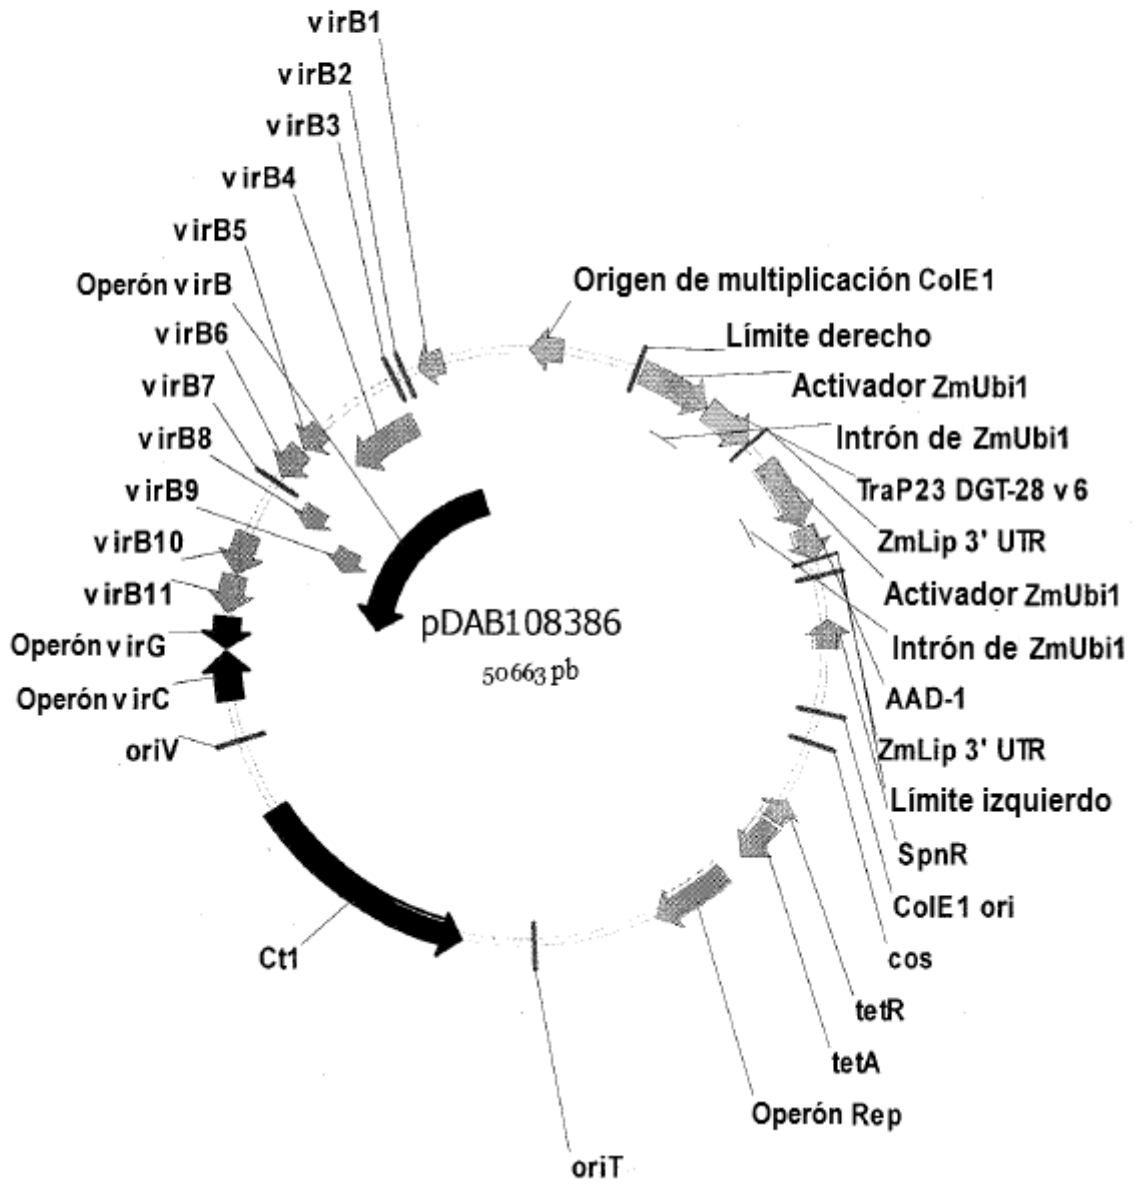 virB1
virB2
virB3
virB4
virB5
Operón virB
virB6
virB7
virB8
virB9
virB10
virB11
Operón virG
Operón virC
oriV
Ct1
pDAB108386
50663 pb
Origen de multiplicación ColE1
Límite derecho
Activador ZmUbi1
Intrón de ZmUbi1
TraP23 DGT-28 v6
ZmLip 3' UTR
Activador ZmUbi1
Intrón de ZmUbi1
AAD-1
ZmLip 3' UTR
Límite izquierdo
SpnR
ColE1 ori
cos
tetR
tetA
Operón Rep
oriT